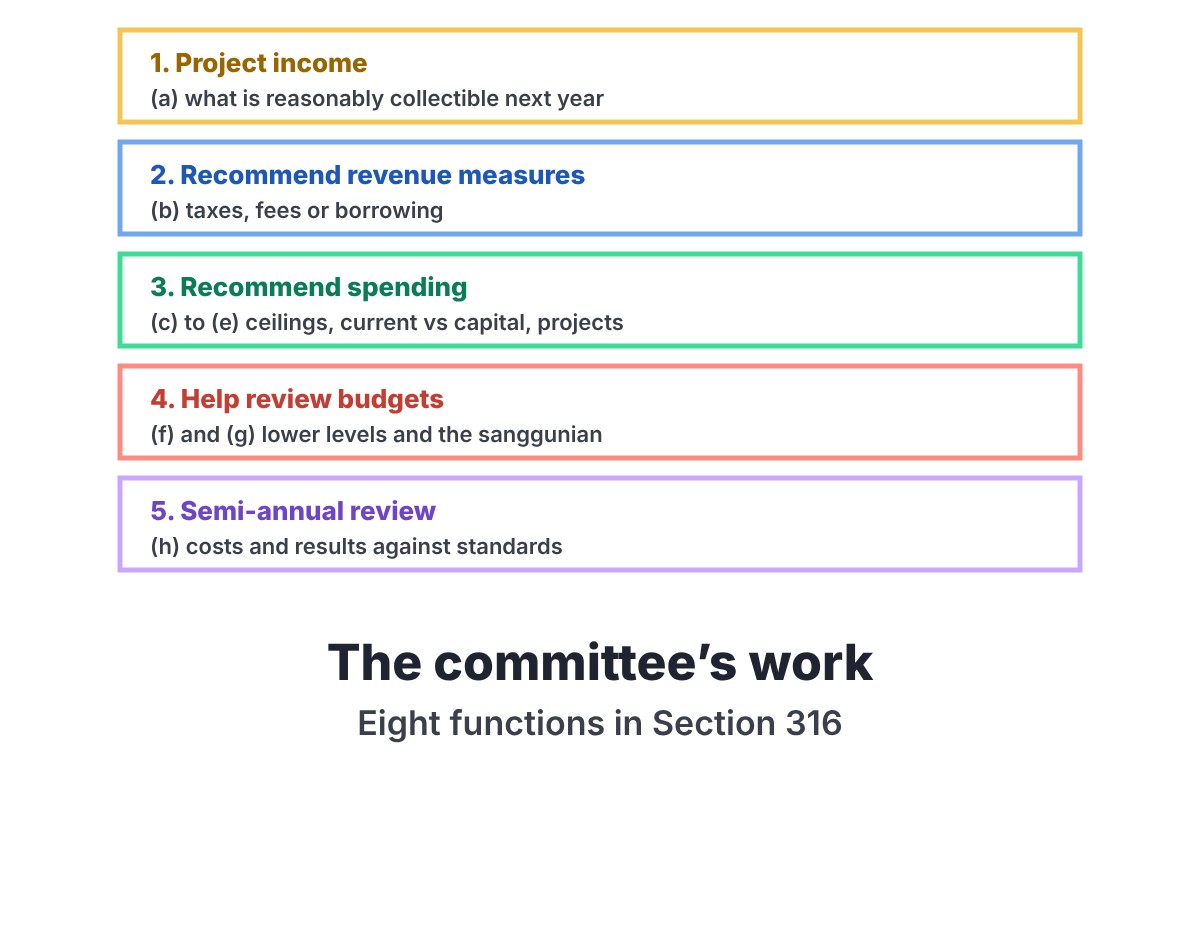 1. Project income
(a) what is reasonably collectible next year
2. Recommend revenue measures
(b) taxes, fees or borrowing
3. Recommend spending
(c) to (e) ceilings, current vs capital, projects
4. Help review budgets
(f) and (g) lower levels and the sanggunian
5. Semi-annual review
(h) costs and results against standards
The committee’s work
Eight functions in Section 316